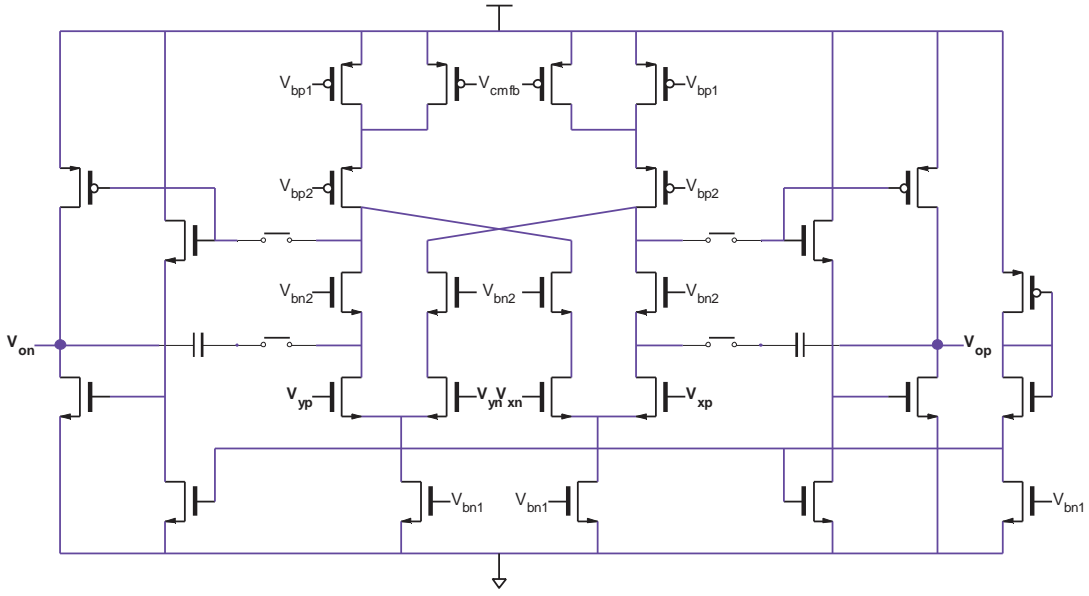 Vbp1 Vcmfb Vbp1
Vbp2 Vbp2
Vbn2 Vbn2 Vbn2
Von Vop
Vyp Vyn Vxn Vxp
Vbn1 Vbn1 Vbn1